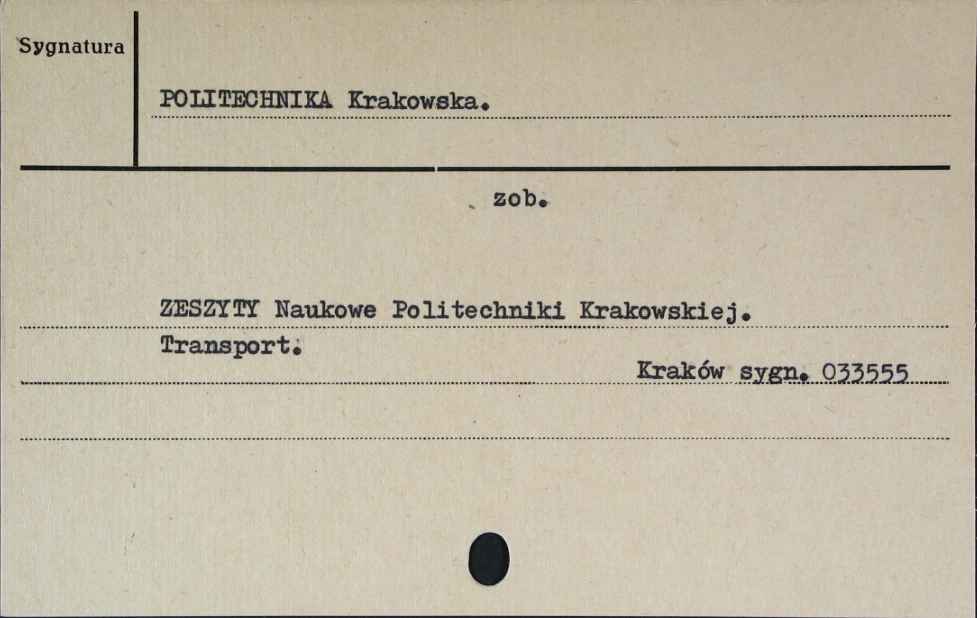 Sygnatura
POLITECHNIKA Krakowska.
zob.
ZESZYTY Naukowe Politechniki Krakowskiej.
Transport.
Kraków sygn. 033555